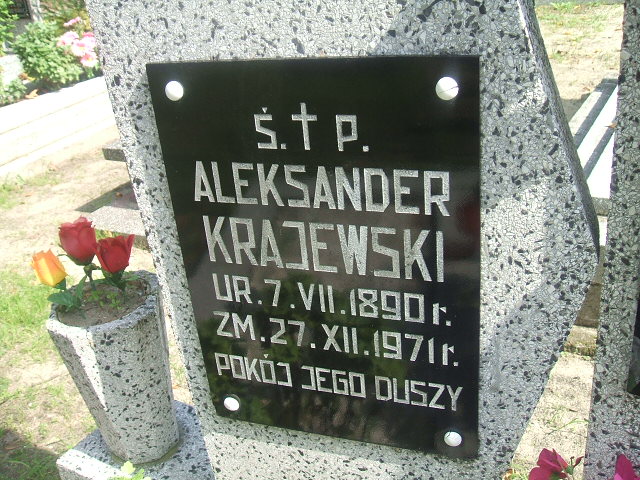 Ś.†P.
ALEKSANDER
KRAJEWSKI
UR.7.VII.1890r.
ZM.27.XII.1971r.
POKÓJ JEGO DUSZY